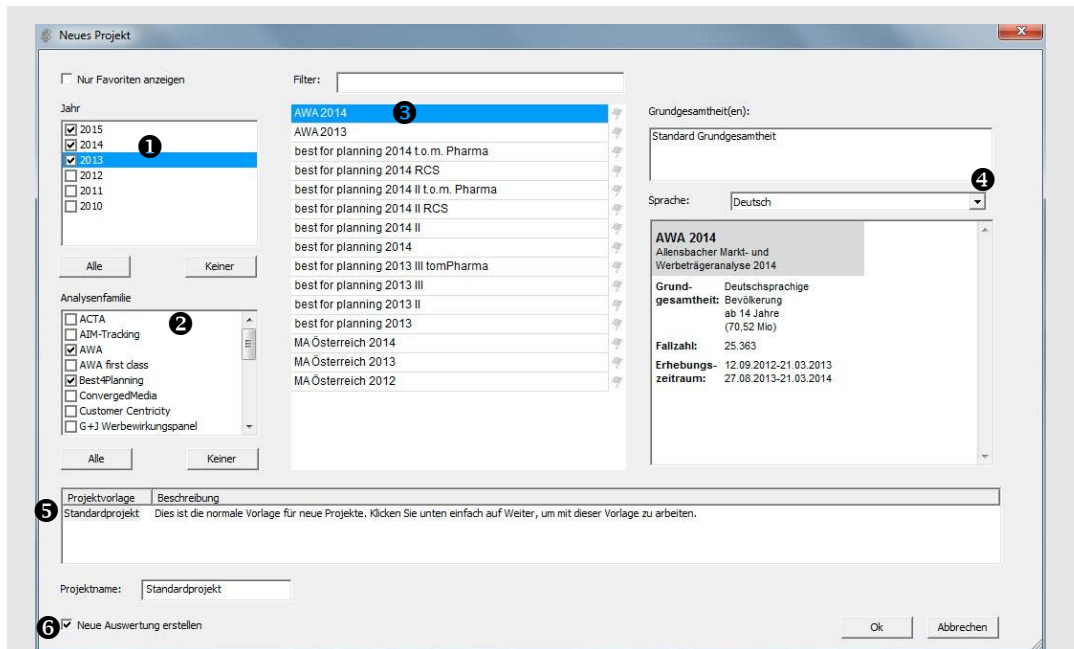 Neues Projekt
Nur Favoriten anzeigen
Filter:
Jahr
2015
2014
2013
2012
2011
2010
❶
Alle
Keiner
Analysenfamilie
ACTA
AIM-Tracking
AWA
AWA first class
Best4Planning
ConvergedMedia
Customer Centricity
G+J Werbewirkungspanel
❷
Alle
Keiner
AWA 2014
❸
AWA 2013
best for planning 2014 t.o.m. Pharma
best for planning 2014 RCS
best for planning 2014 II t.o.m. Pharma
best for planning 2014 II RCS
best for planning 2014 II
best for planning 2014
best for planning 2013 III tomPharma
best for planning 2013 III
best for planning 2013 II
best for planning 2013
MA Österreich 2014
MA Österreich 2013
MA Österreich 2012
Grundgesamtheit(en):
Standard Grundgesamtheit
❹
Sprache: Deutsch
AWA 2014
Allensbacher Markt- und
Werbeträgeranalyse 2014
Grund- Deutschsprachige
gesamtheit: Bevölkerung
ab 14 Jahre
(70,52 Mio)
Fallzahl: 25.363
Erhebungs- 12.09.2012-21.03.2013
zeitraum: 27.08.2013-21.03.2014
Projektvorlage Beschreibung
❺ Standardprojekt Dies ist die normale Vorlage für neue Projekte. Klicken Sie unten einfach auf Weiter, um mit dieser Vorlage zu arbeiten.
Projektname: Standardprojekt
❻ Neue Auswertung erstellen
Ok
Abbrechen